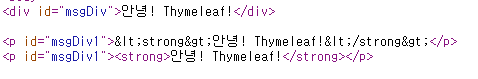 <div id="msgDiv">안녕! Thymeleaf!</div>
<p id="msgDiv1">&lt;strong&gt;안녕! Thymeleaf!&lt;/strong&gt;</p>
<p id="msgDiv1"><strong>안녕! Thymeleaf!</strong></p>